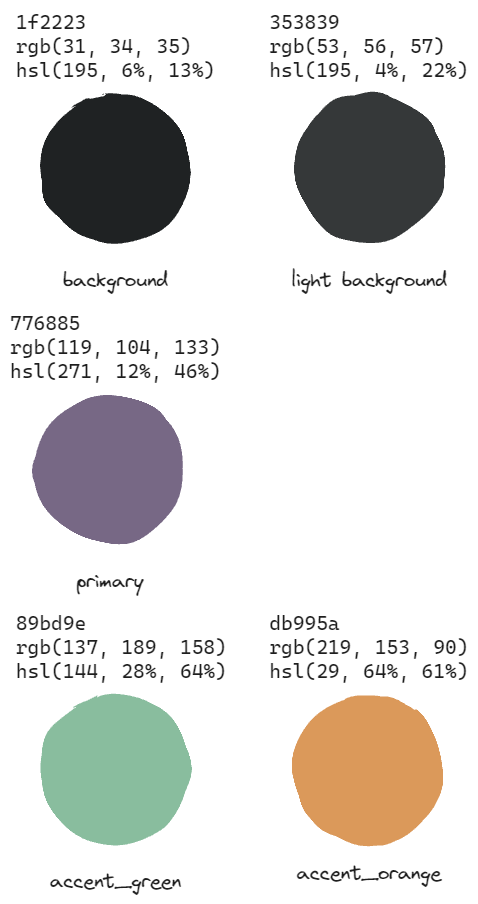 1f2223
rgb(31, 34, 35)
hsl(195, 6%, 13%)
background
353839
rgb(53, 56, 57)
hsl(195, 4%, 22%)
light background
776885
rgb(119, 104, 133)
hsl(271, 12%, 46%)
primary
89bd9e
rgb(137, 189, 158)
hsl(144, 28%, 64%)
accent_green
db995a
rgb(219, 153, 90)
hsl(29, 64%, 61%)
accent_orange